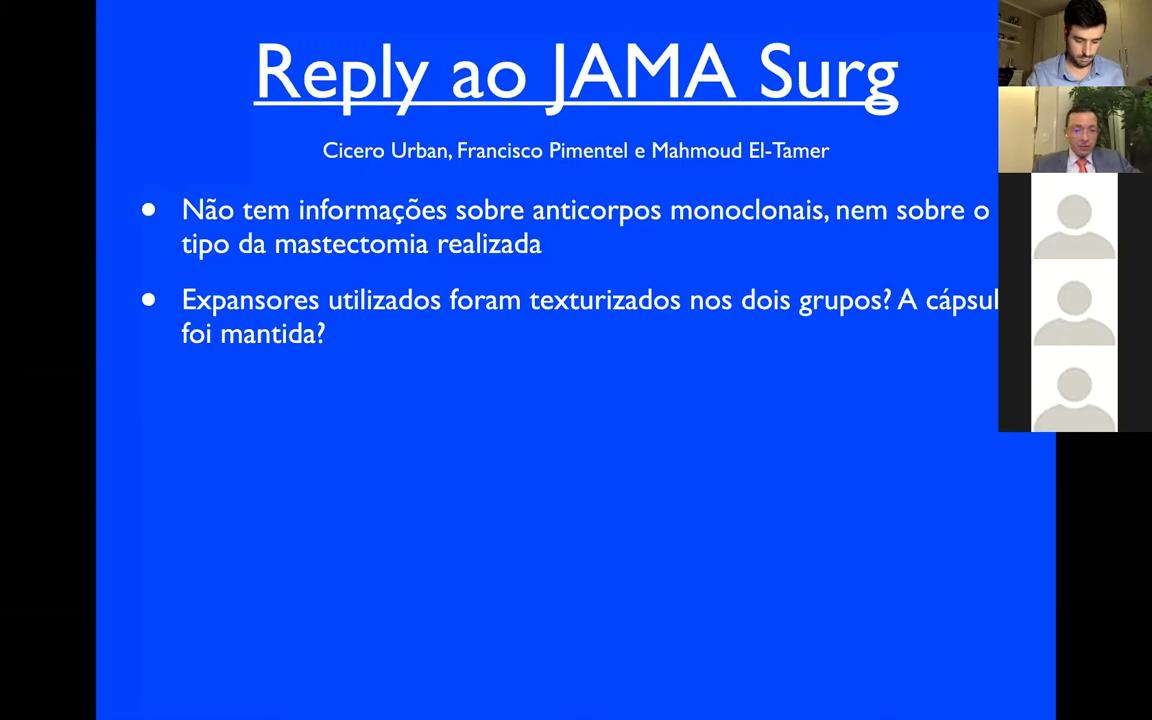 Reply ao JAMA Surg
Cicero Urban, Francisco Pimentel e Mahmoud El-Tamer
Não tem informações sobre anticorpos monoclonais, nem sobre o
tipo da mastectomia realizada
Expansores utilizados foram texturizados nos dois grupos? A cápsul
foi mantida?